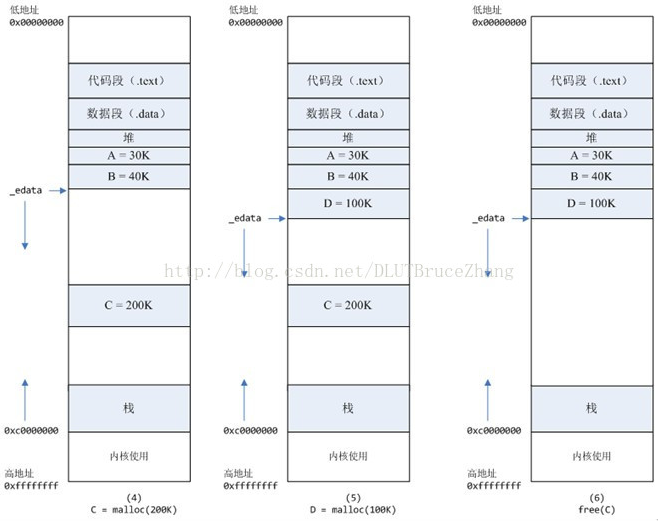 低地址
0x00000000
代码段（.text）
数据段（.data）
堆
A = 30K
B = 40K
_edata
C = 200K
栈
0xc0000000
内核使用
高地址
0xffffffff
(4)
C = malloc(200K)
低地址
0x00000000
代码段（.text）
数据段（.data）
堆
A = 30K
B = 40K
D = 100K
_edata
C = 200K
栈
0xc0000000
内核使用
高地址
0xffffffff
(5)
D = malloc(100K)
低地址
0x00000000
代码段（.text）
数据段（.data）
堆
A = 30K
B = 40K
D = 100K
_edata
栈
0xc0000000
内核使用
高地址
0xffffffff
(6)
free(C)
http://blog.csdn.net/DLUTBruceZhang